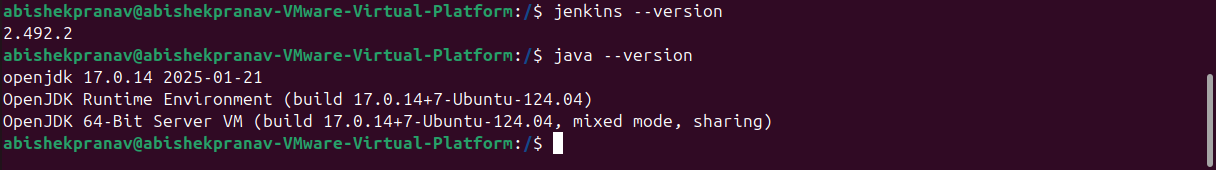 abishekpranav@abishekpranav-VMware-Virtual-Platform:/$ jenkins --version
2.492.2
abishekpranav@abishekpranav-VMware-Virtual-Platform:/$ java --version
openjdk 17.0.14 2025-01-21
OpenJDK Runtime Environment (build 17.0.14+7-Ubuntu-124.04)
OpenJDK 64-Bit Server VM (build 17.0.14+7-Ubuntu-124.04, mixed mode, sharing)
abishekpranav@abishekpranav-VMware-Virtual-Platform:/$